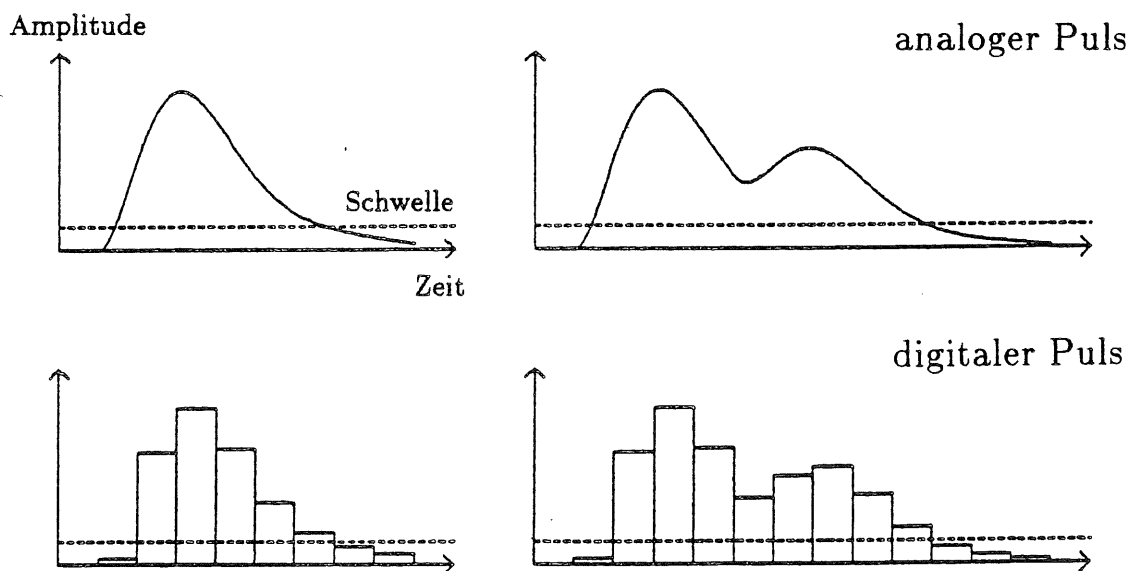 Amplitude
analoger Puls
Schwelle
Zeit
digitaler Puls